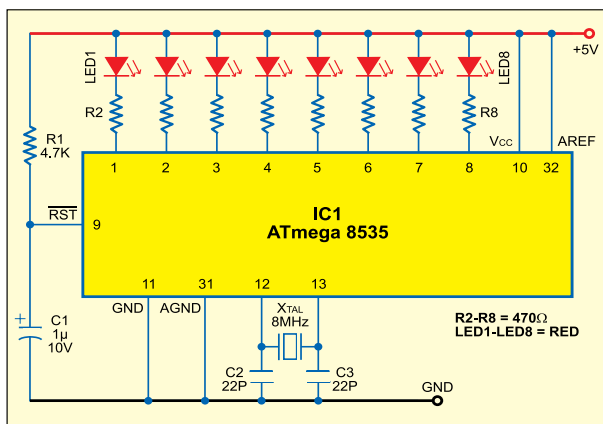 +5V
LED1
LED8
R2
R8
R1
4.7K
VCC
AREF
1 2 3 4 5 6 7 8 10 32
RST
9
IC1
ATmega 8535
11 31 12 13
GND
AGND
XTAL
8MHz
+
C1
1µ
10V
C2
22P
C3
22P
R2-R8 = 470Ω
LED1-LED8 = RED
GND